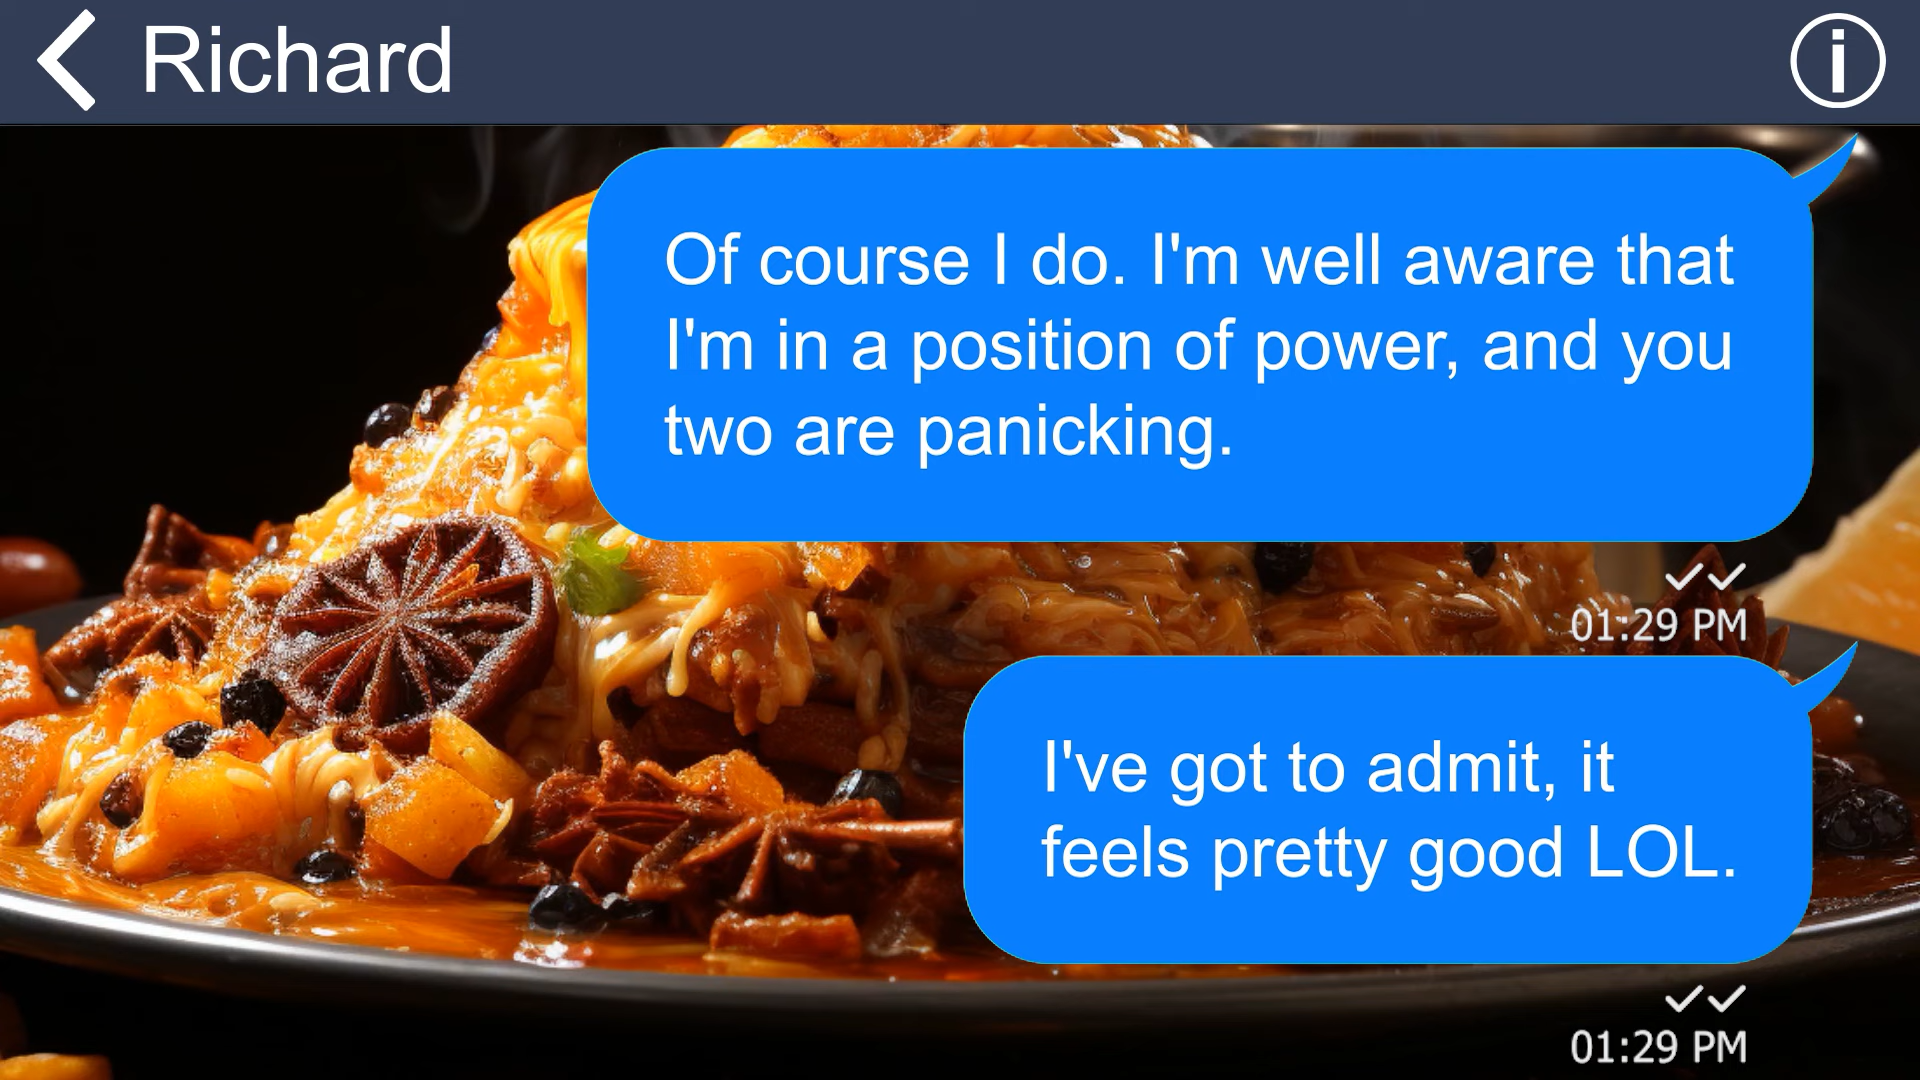 Richard
Of course I do. I'm well aware that
I'm in a position of power, and you
two are panicking.
01:29 PM
I've got to admit, it
feels pretty good LOL.
01:29 PM